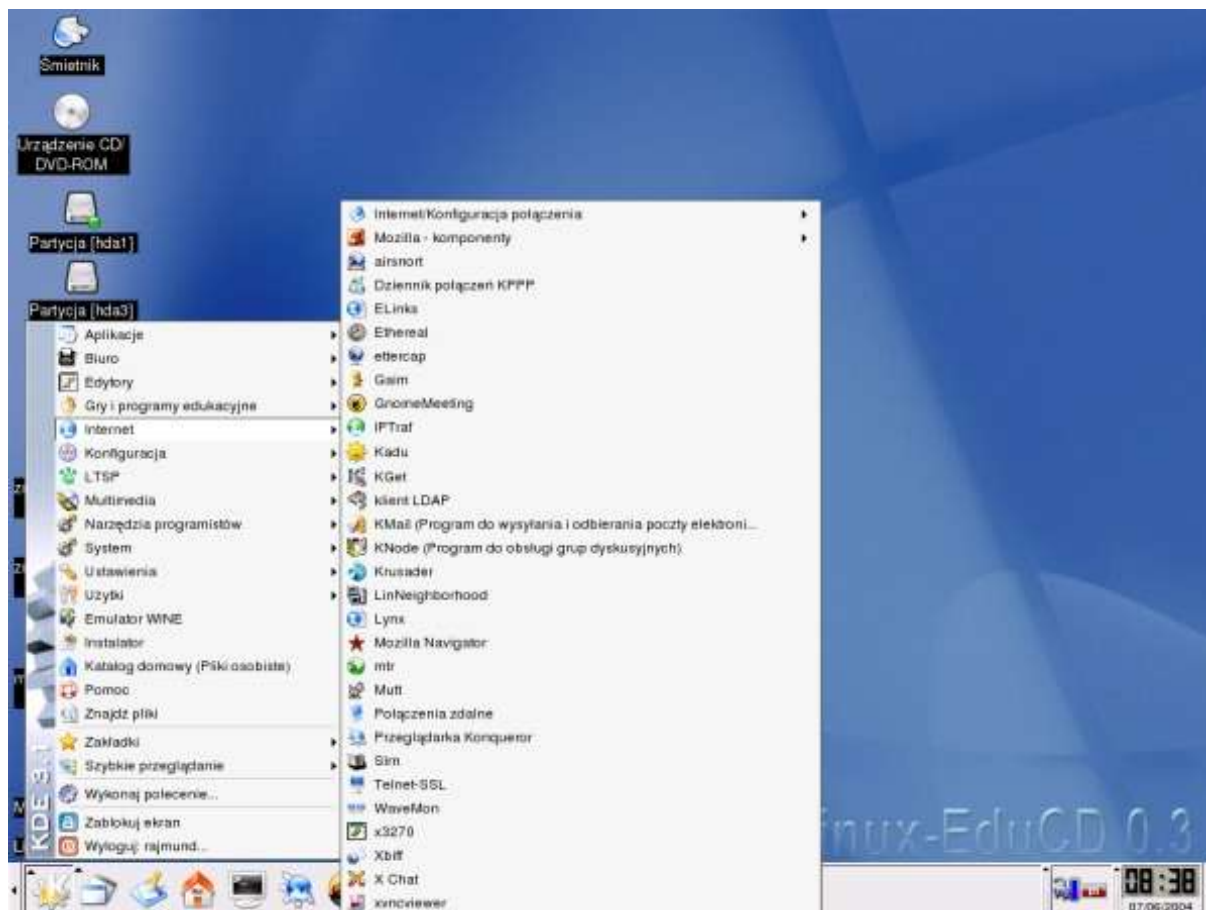 Śmietnik
Urządzenie CD/
DVD-ROM
Partycja [hda1]
Partycja [hda3]
Aplikacje
Biuro
Edytory
Gry i programy edukacyjne
Internet
Konfiguracja
LTSP
Multimedia
Narzędzia programistów
System
Ustawienia
Użytki
Emulator WINE
Instalator
Katalog domowy (Pliki osobiste)
Pomoc
Znajdź pliki
Zakładki
Szybkie przeglądanie
Wykonaj polecenie...
Zablokuj ekran
Wyloguj: rajmund...
KDE 3.1
Internet/Konfiguracja połączenia
Mozilla - komponenty
airsnort
Dziennik połączeń KPPP
ELinks
Ethereal
ettercap
Gaim
GnomeMeeting
IPTraf
Kadu
KGet
klient LDAP
KMail (Program do wysyłania i odbierania poczty elektroni...
KNode (Program do obsługi grup dyskusyjnych)
Krusader
LinNeighborhood
Lynx
Mozilla Navigator
mtr
Mutt
Połączenia zdalne
Przeglądarka Konqueror
Sim
Telnet-SSL
WaveMon
x3270
Xbiff
X Chat
xvncviewer
nux-EduCD 0.3
08:38
07/06/2004